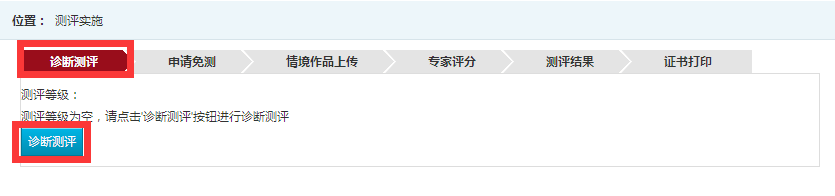 位置： 测评实施
诊断测评 申请免测 情境作品上传 专家评分 测评结果 证书打印
测评等级：
测评等级为空，请点击'诊断测评'按钮进行诊断测评
诊断测评